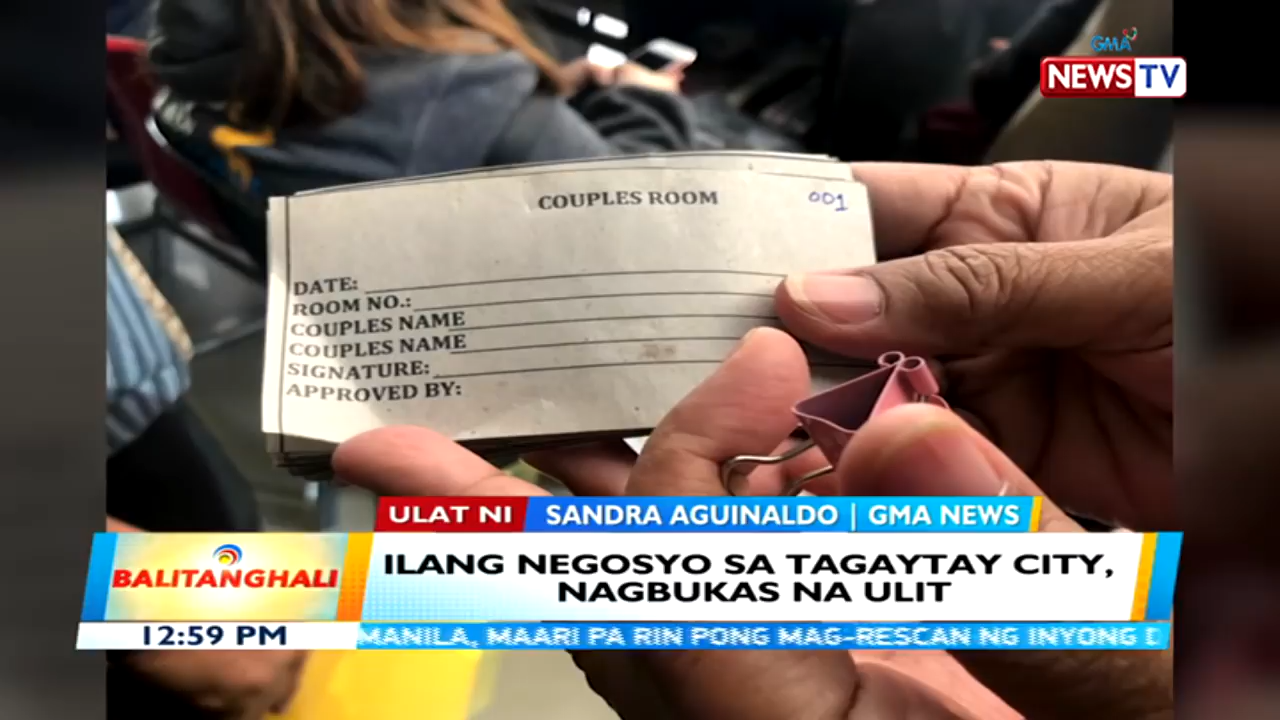 GMA
NEWS TV
COUPLES ROOM
001
DATE:
ROOM NO.:
COUPLES NAME
COUPLES NAME
SIGNATURE:
APPROVED BY:
ULAT NI
SANDRA AGUINALDO | GMA NEWS
BALITANGHALI
ILANG NEGOSYO SA TAGAYTAY CITY,
NAGBUKAS NA ULIT
12:59 PM
MANILA, MAARI PA RIN PONG MAG-RESCAN NG INYONG